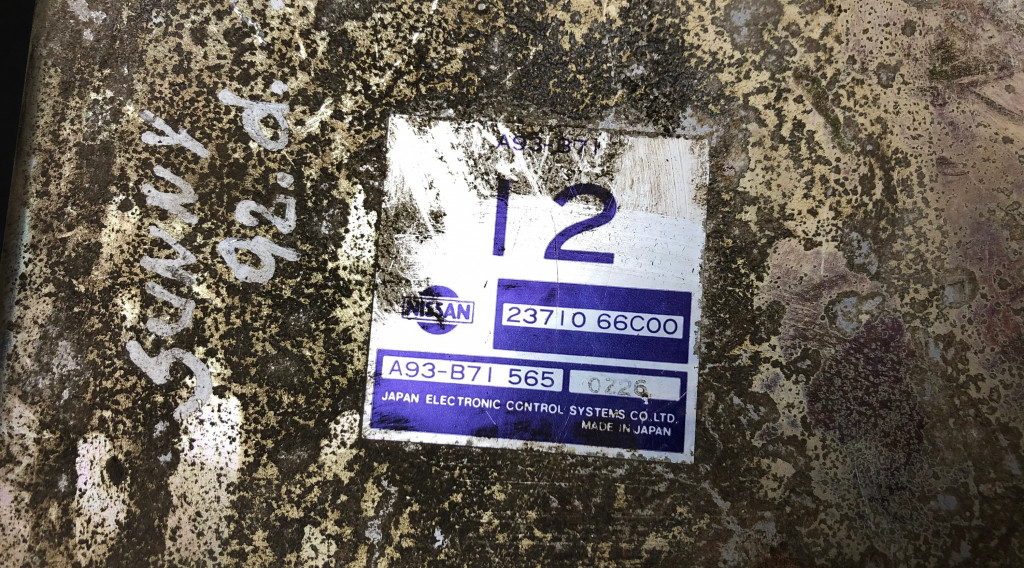 SUNNY
92.d.
A93-B71
12
NISSAN
23710 66C00
A93-B71 565 0226
JAPAN ELECTRONIC CONTROL SYSTEMS CO.,LTD.
MADE IN JAPAN